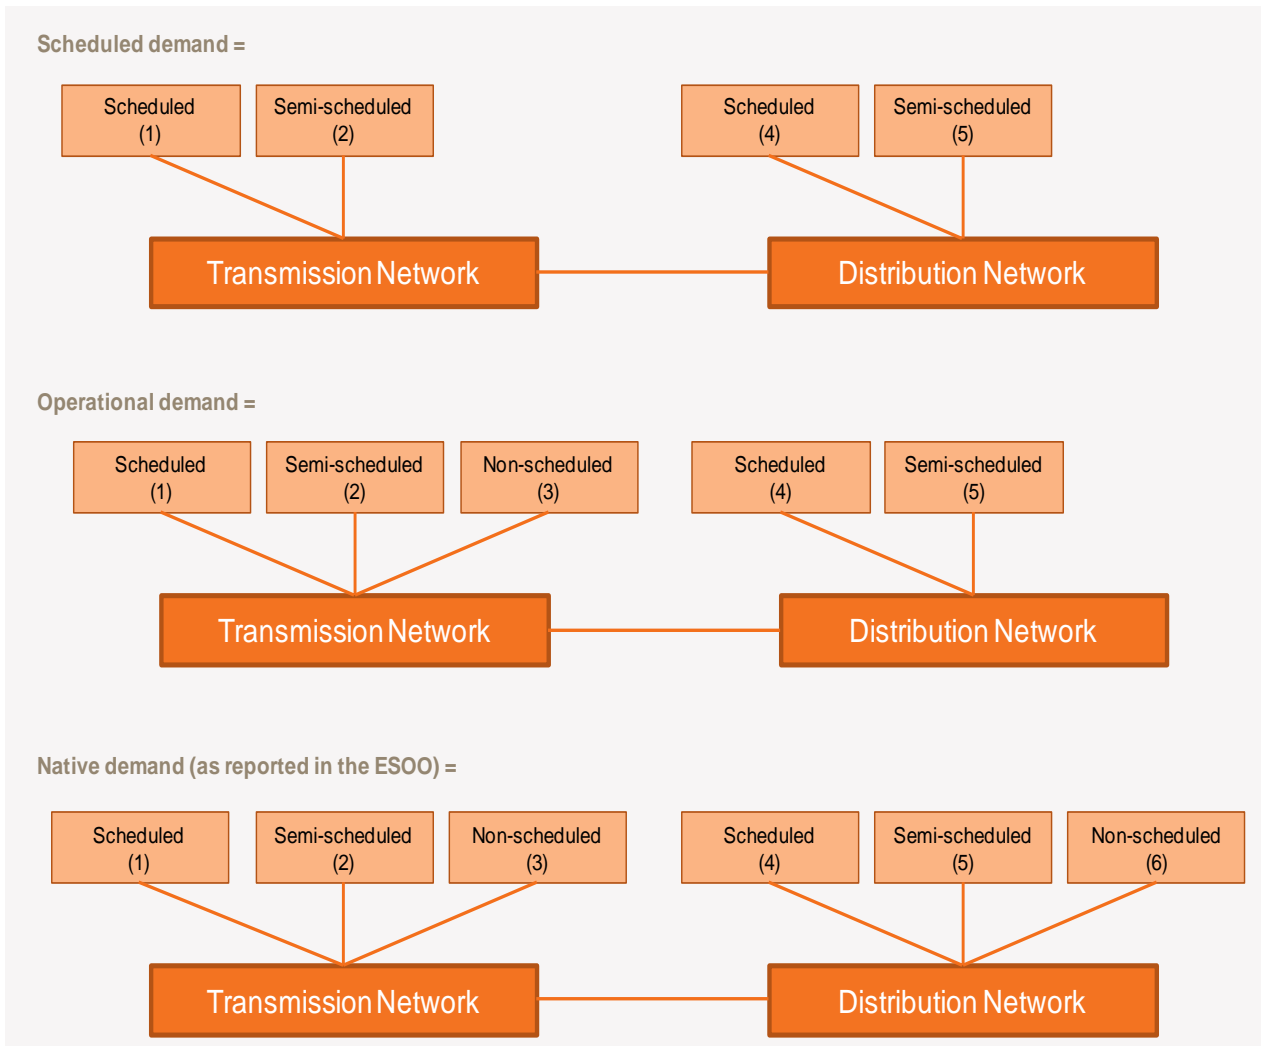 Scheduled demand =
Scheduled
(1)
Semi-scheduled
(2)
Scheduled
(4)
Semi-scheduled
(5)
Transmission Network
Distribution Network
Operational demand =
Scheduled
(1)
Semi-scheduled
(2)
Non-scheduled
(3)
Scheduled
(4)
Semi-scheduled
(5)
Transmission Network
Distribution Network
Native demand (as reported in the ESOO) =
Scheduled
(1)
Semi-scheduled
(2)
Non-scheduled
(3)
Scheduled
(4)
Semi-scheduled
(5)
Non-scheduled
(6)
Transmission Network
Distribution Network